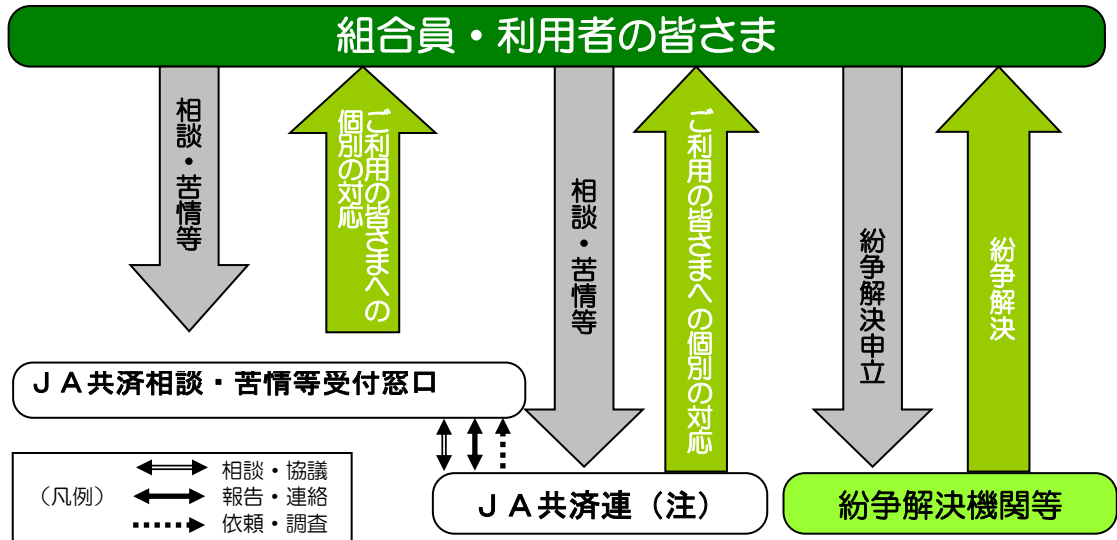 組合員・利用者の皆さま
相談・苦情等
ご利用の皆さまへの
個別の対応
相談・苦情等
ご利用の皆さまへの個別の対応
紛争解決申立
紛争解決
ＪＡ共済相談・苦情等受付窓口
ＪＡ共済連（注）
紛争解決機関等
（凡例）
相談・協議
報告・連絡
依頼・調査